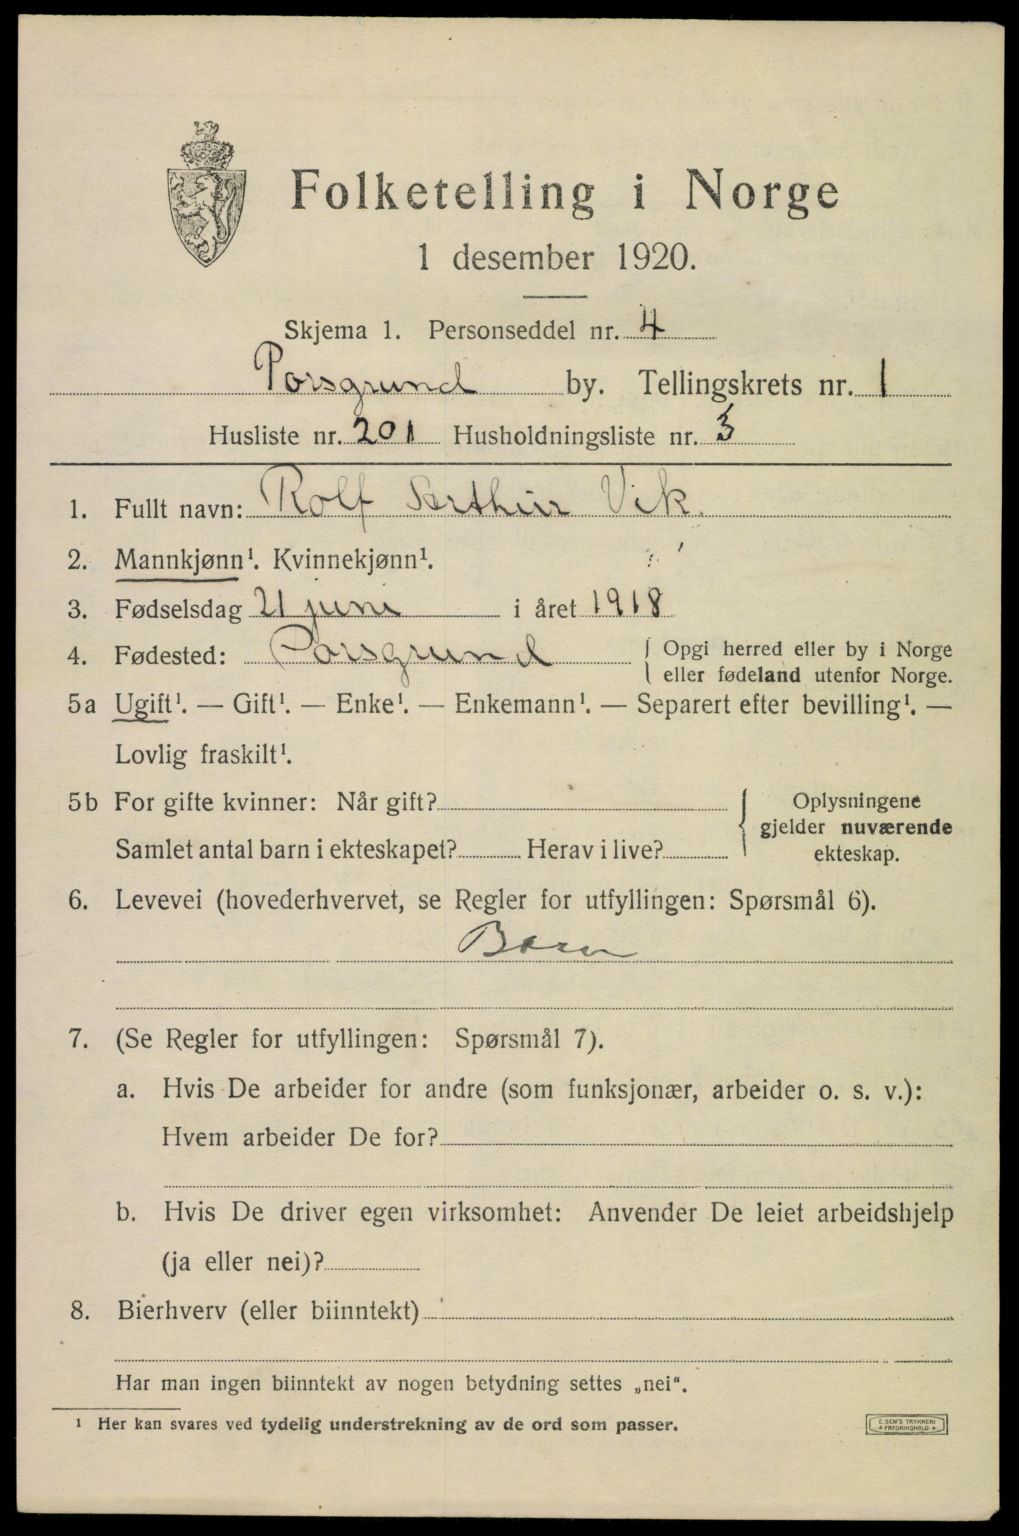 Folketelling i Norge
1 desember 1920.
Skjema 1. Personseddel nr. 4
Porsgrund by. Tellingskrets nr. 1
Husliste nr. 201 Husholdningsliste nr. 3
1. Fullt navn: Rolf Arthur Vik.
2. Mannkjønn¹. Kvinnekjønn¹.
3. Fødselsdag 21 juni i året 1918
4. Fødested: Porsgrund { Opgi herred eller by i Norge
eller fødeland utenfor Norge.
5a Ugift¹. — Gift¹. — Enke¹. — Enkemann¹. — Separert efter bevilling¹. —
Lovlig fraskilt¹.
5b For gifte kvinner: Når gift?
Samlet antal barn i ekteskapet? Herav i live?
} Oplysningene
gjelder nuværende
ekteskap.
6. Levevei (hovederhvervet, se Regler for utfyllingen: Spørsmål 6).
Barn
7. (Se Regler for utfyllingen: Spørsmål 7).
a. Hvis De arbeider for andre (som funksjonær, arbeider o. s. v.):
Hvem arbeider De for?
b. Hvis De driver egen virksomhet: Anvender De leiet arbeidshjelp
(ja eller nei)?
8. Bierhverv (eller biinntekt)
Har man ingen biinntekt av nogen betydning settes „nei“.
¹ Her kan svares ved tydelig understrekning av de ord som passer.
E. SEM'S TRYKKERI
FREDRIKSHALD